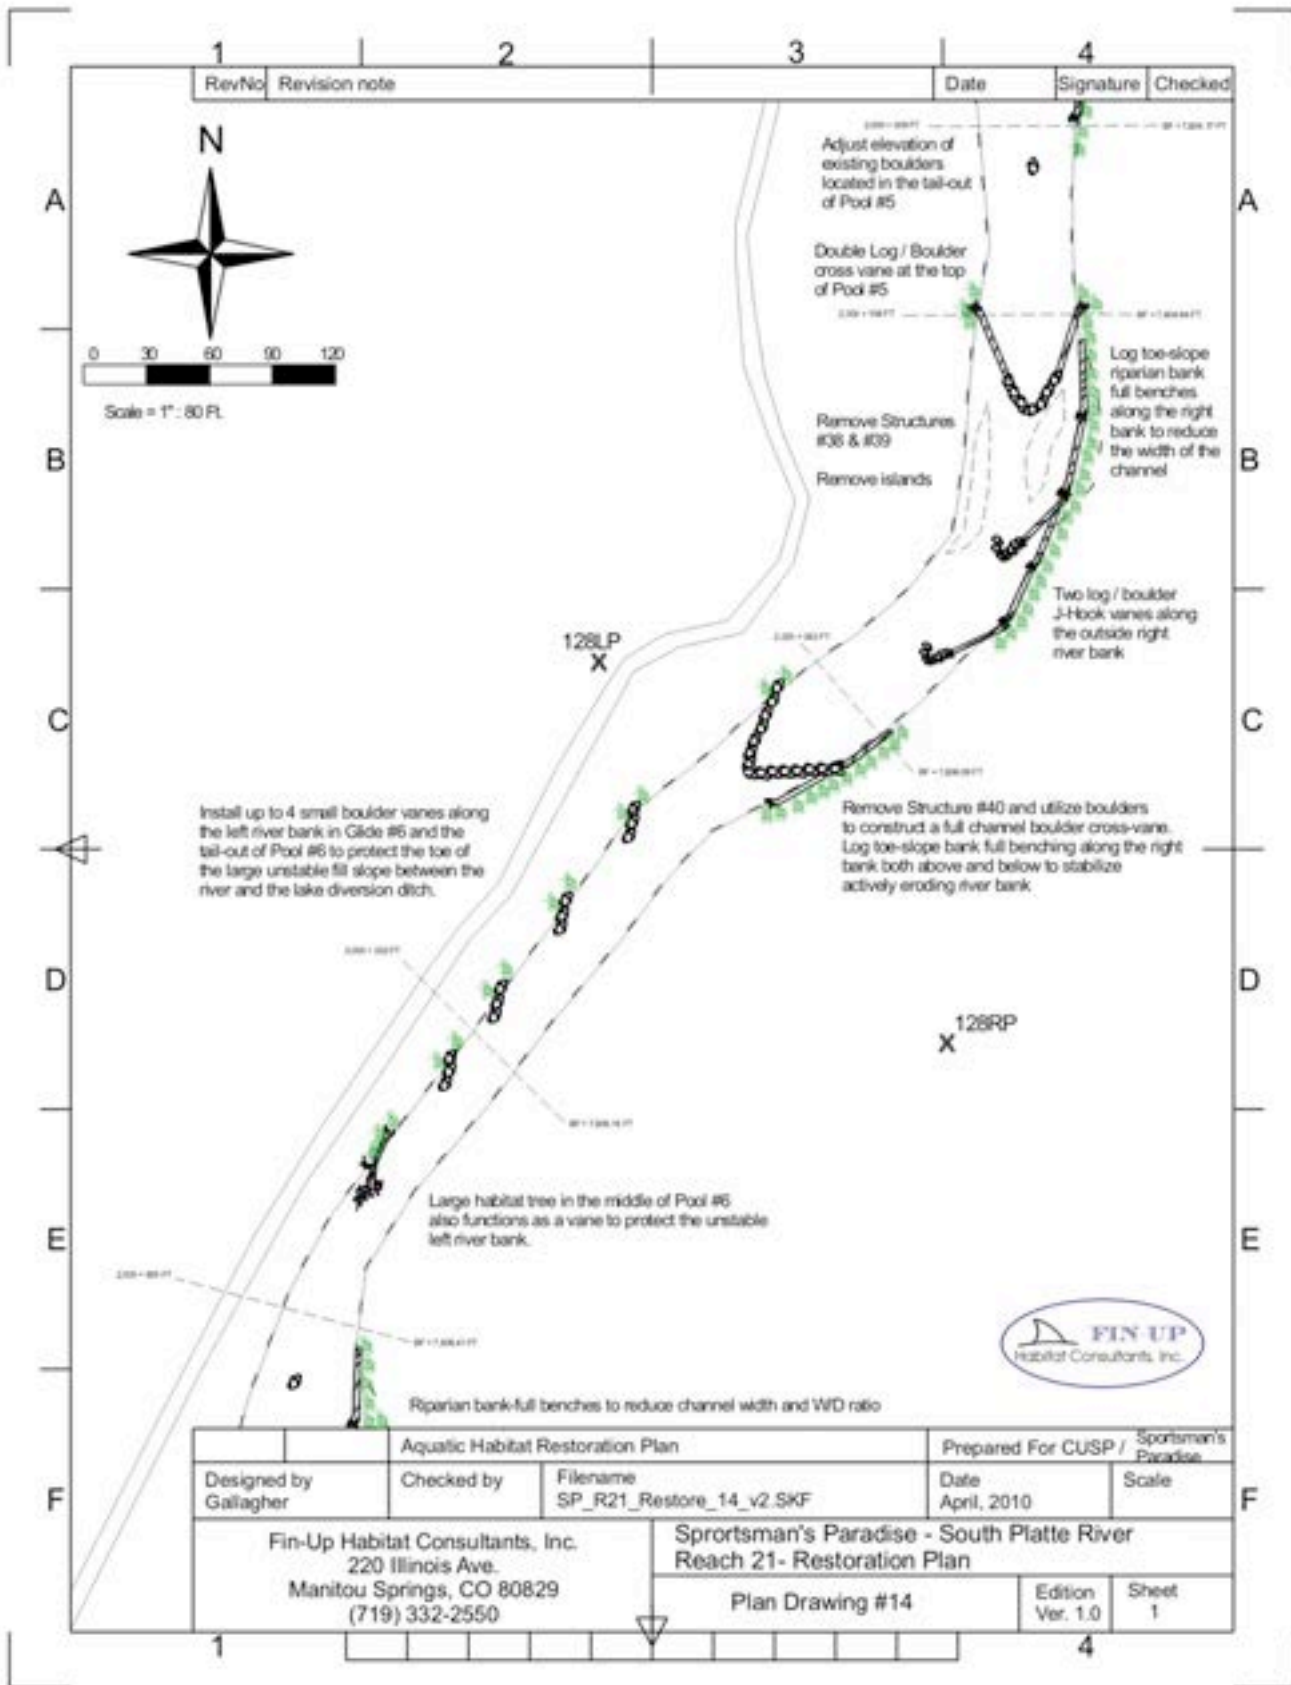 1
2
3
4
RevNo
Revision note
Date
Signature
Checked
N
A
A
Adjust elevation of
existing boulders
located in the tail-out
of Pool #5
Double Log / Boulder
cross vane at the top
of Pool #5
0 30 60 90 120
Scale = 1" : 80 Ft.
Log toe-slope
riparian bank
full benches
along the right
bank to reduce
the width of the
channel
Remove Structures
#38 & #39
Remove islands
B
B
Two log / boulder
J-Hook vanes along
the outside right
river bank
128LP
X
C
C
Install up to 4 small boulder vanes along
the left river bank in Glide #6 and the
tail-out of Pool #6 to protect the toe of
the large unstable fill slope between the
river and the lake diversion ditch.
Remove Structure #40 and utilize boulders
to construct a full channel boulder cross-vane.
Log toe-slope bank full benching along the right
bank both above and below to stabilize
actively eroding river bank
D
D
128RP
X
Large habitat tree in the middle of Pool #6
also functions as a vane to protect the unstable
left river bank.
E
E
FIN UP
Habitat Consultants, Inc.
Riparian bank-full benches to reduce channel width and W/D ratio
Aquatic Habitat Restoration Plan
Prepared For CUSP / Sportsman's
Paradise
F
F
Designed by
Gallagher
Checked by
Filename
SP_R21_Restore_14_v2.SKF
Date
April, 2010
Scale
Fin-Up Habitat Consultants, Inc.
220 Illinois Ave.
Manitou Springs, CO 80829
(719) 332-2550
Sprortsman's Paradise - South Platte River
Reach 21- Restoration Plan
Plan Drawing #14
Edition
Ver. 1.0
Sheet
1
1
4